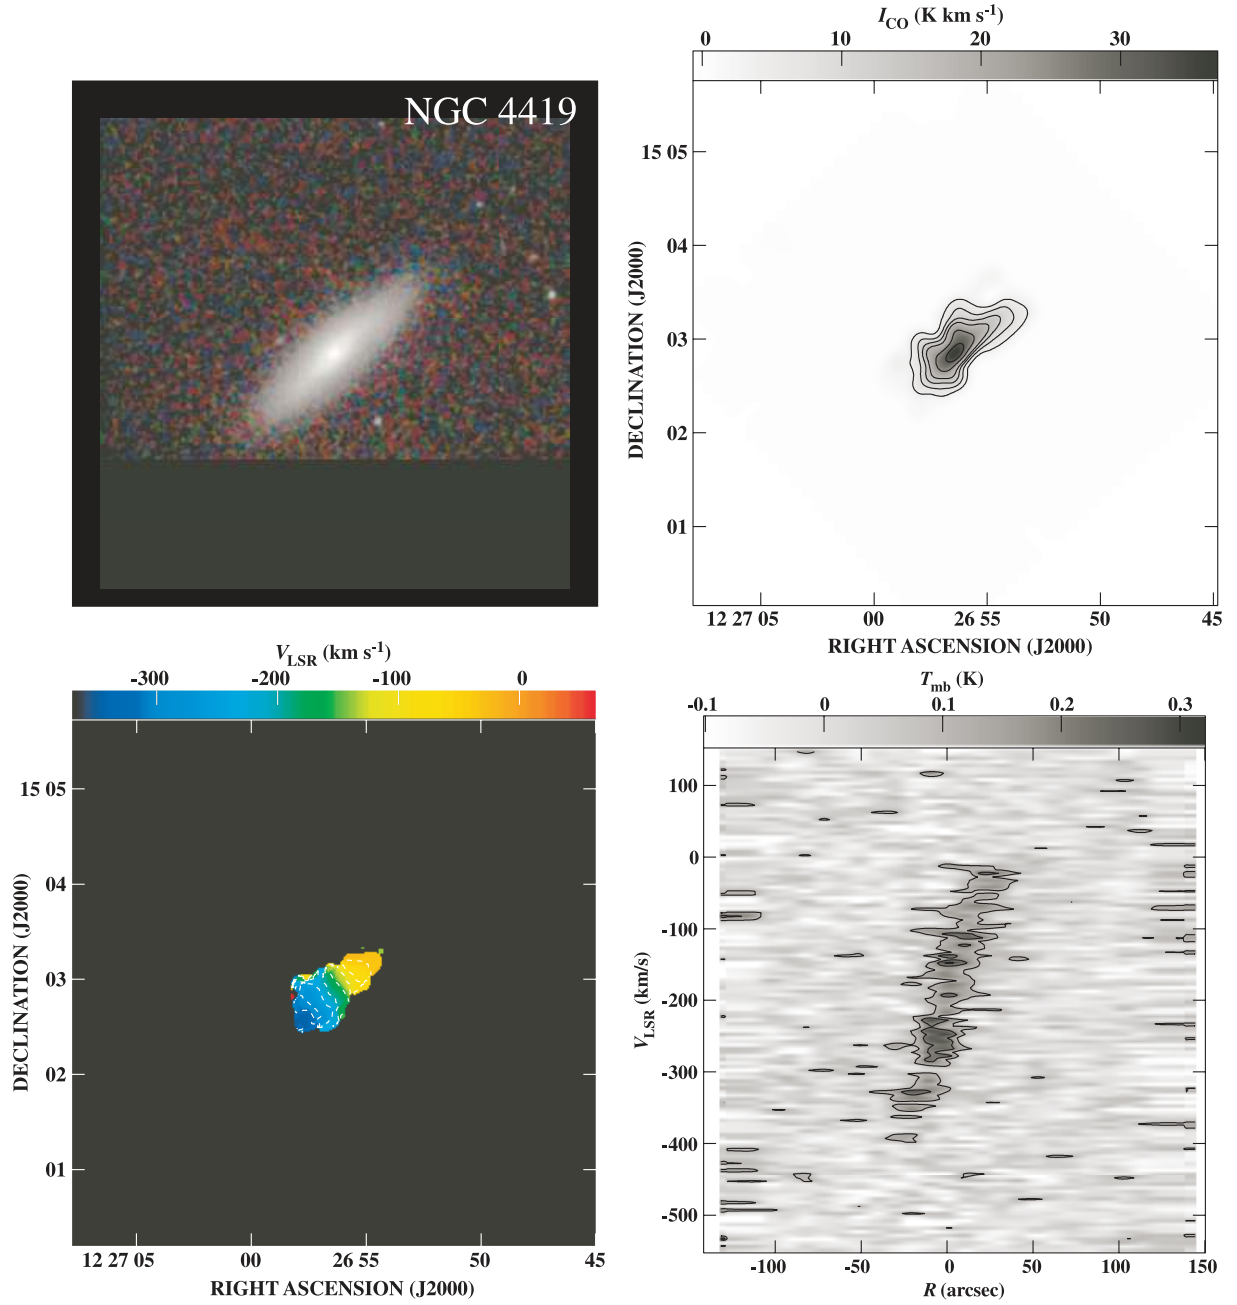 NGC 4419
I_CO (K km s⁻¹)
0 10 20 30
15 05
04
03
02
01
DECLINATION (J2000)
12 27 05 00 26 55 50 45
RIGHT ASCENSION (J2000)
V_LSR (km s⁻¹)
-300 -200 -100 0
15 05
04
03
02
01
DECLINATION (J2000)
12 27 05 00 26 55 50 45
RIGHT ASCENSION (J2000)
T_mb (K)
-0.1 0 0.1 0.2 0.3
100
0
-100
-200
-300
-400
-500
V_LSR (km/s)
-100 -50 0 50 100 150
R (arcsec)